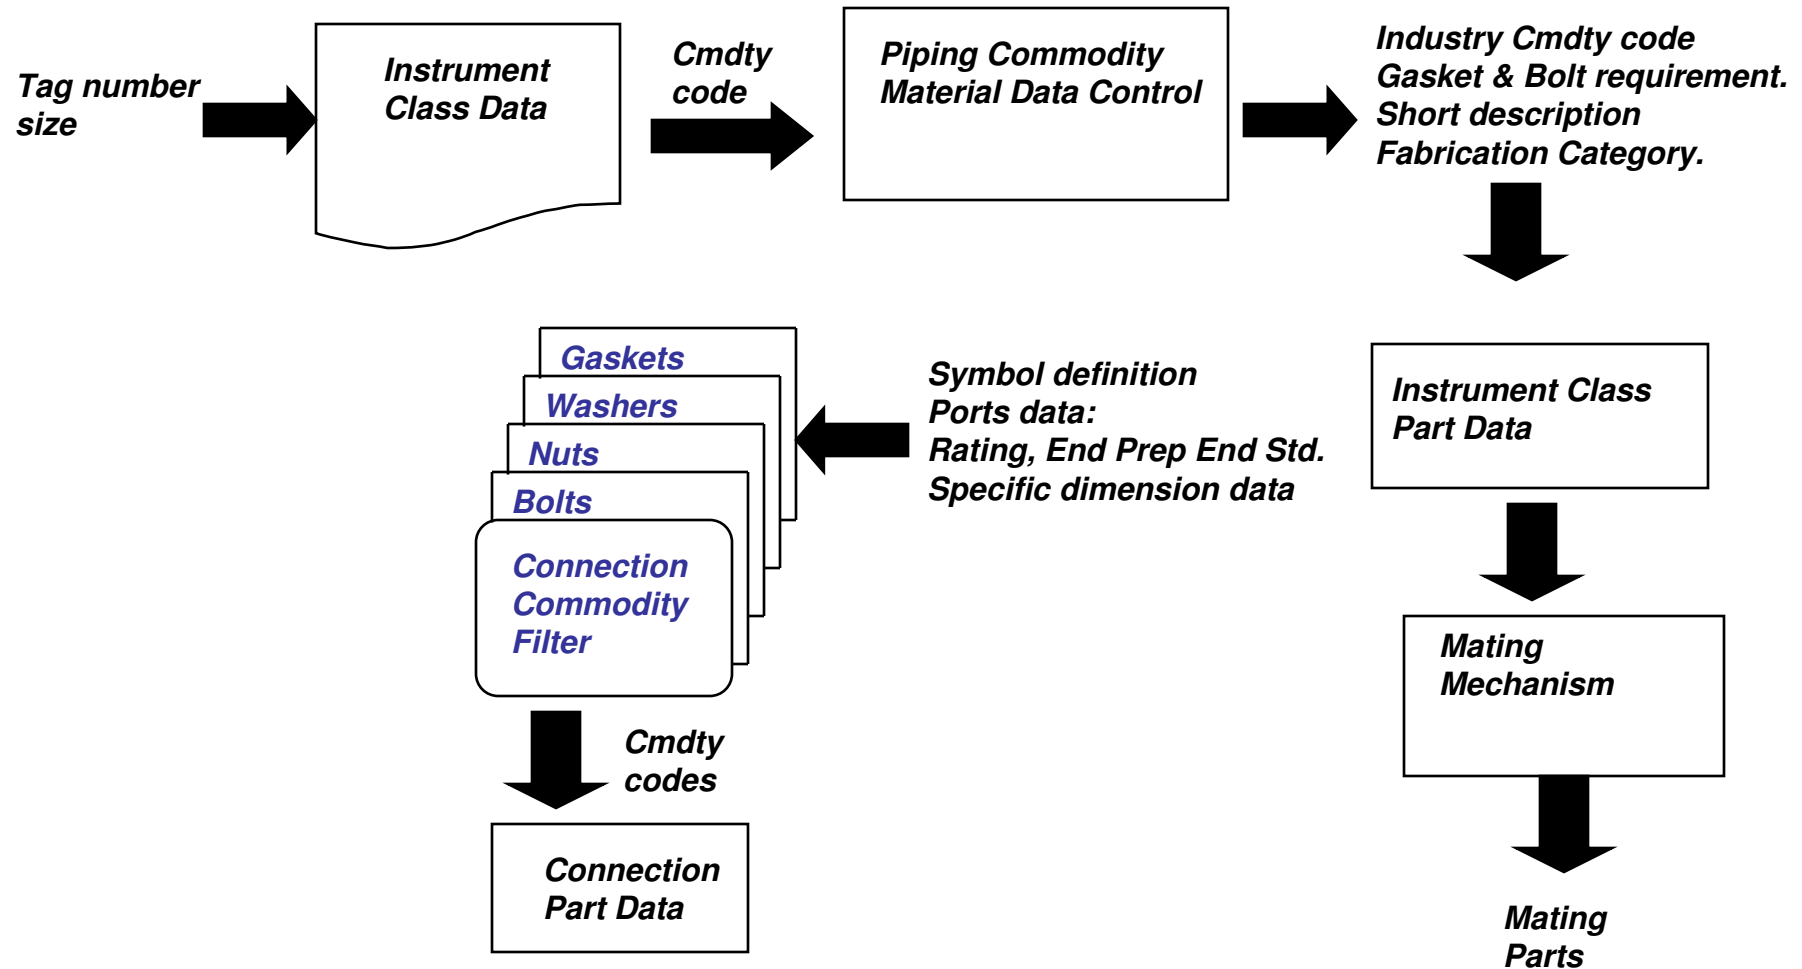 Tag number
size
Instrument
Class Data
Cmdty
code
Piping Commodity
Material Data Control
Industry Cmdty code
Gasket & Bolt requirement.
Short description
Fabrication Category.
Gaskets
Washers
Nuts
Bolts
Connection
Commodity
Filter
Symbol definition
Ports data:
Rating, End Prep End Std.
Specific dimension data
Instrument Class
Part Data
Mating
Mechanism
Cmdty
codes
Connection
Part Data
Mating
Parts